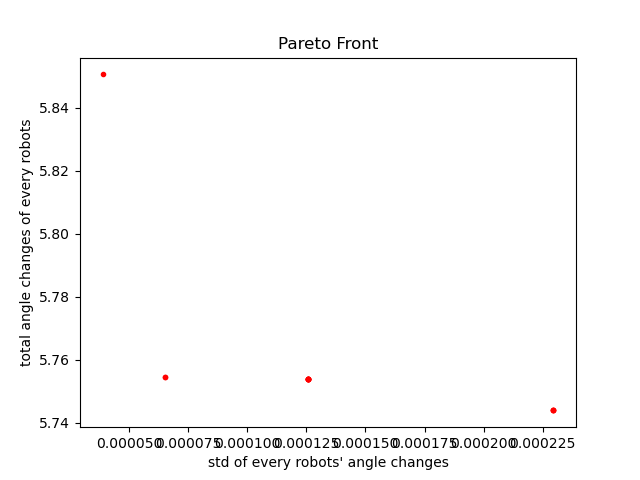 Pareto Front
total angle changes of every robots
5.84
5.82
5.80
5.78
5.76
5.74
0.000050 0.000075 0.000100 0.000125 0.000150 0.000175 0.000200 0.000225
std of every robots' angle changes